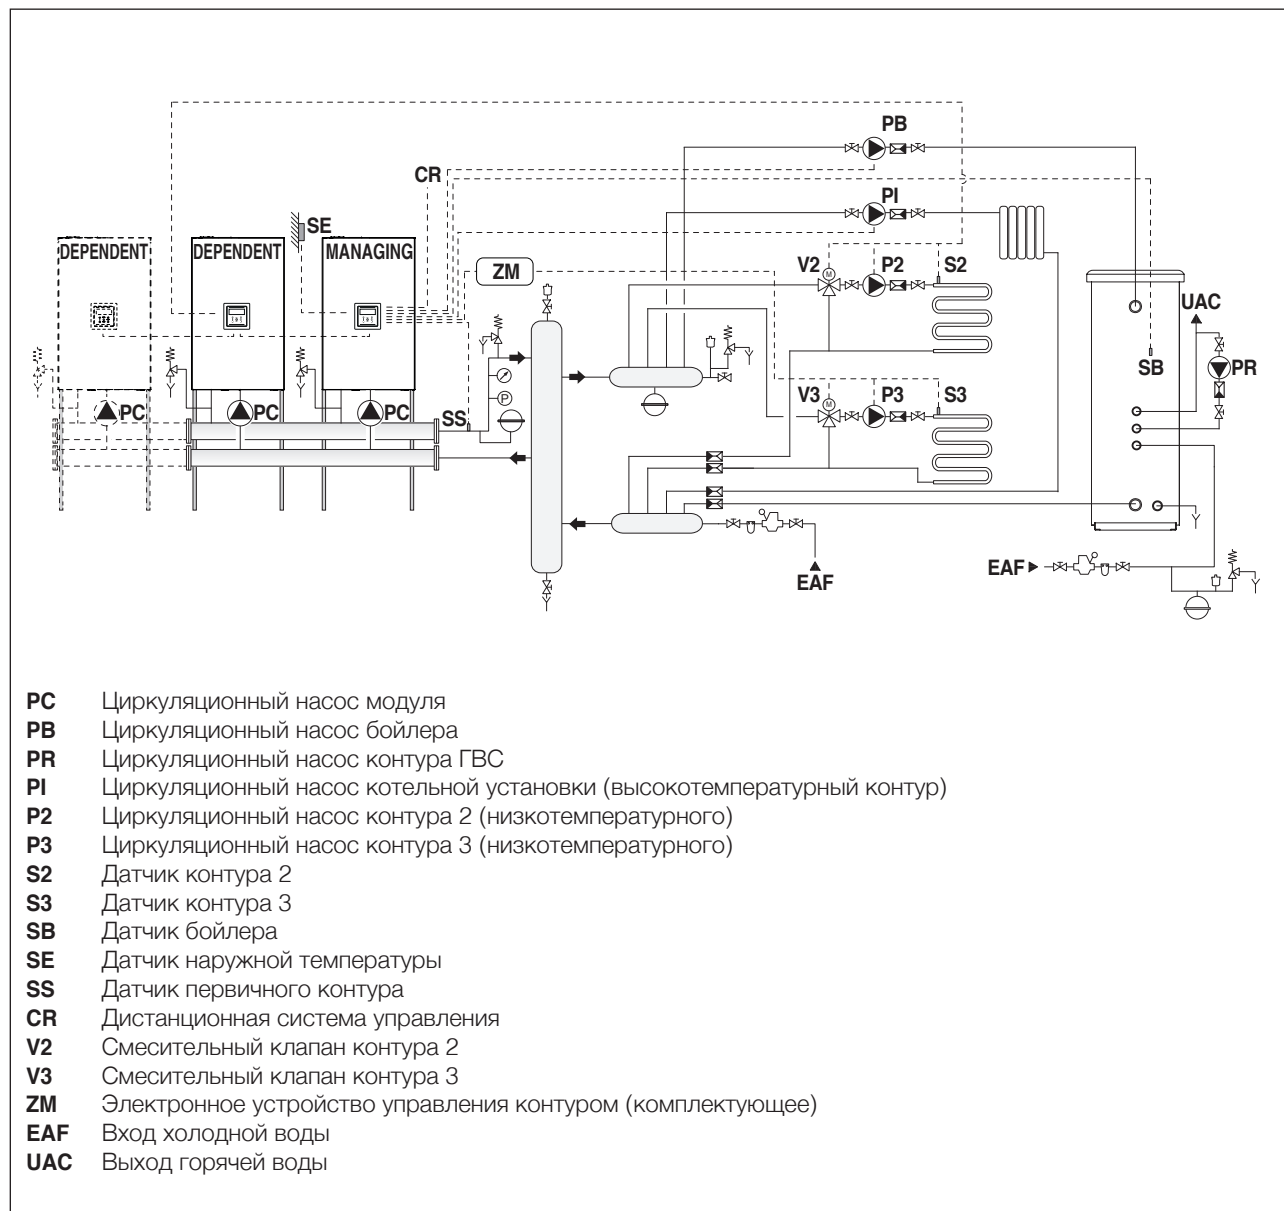 PB
CR
PI
SE
DEPENDENT
DEPENDENT
MANAGING
ZM
V2
P2
S2
M
UAC
SB
PR
V3
P3
S3
M
P
PC
PC
PC
SS
EAF
EAF
PC Циркуляционный насос модуля
PB Циркуляционный насос бойлера
PR Циркуляционный насос контура ГВС
PI Циркуляционный насос котельной установки (высокотемпературный контур)
P2 Циркуляционный насос контура 2 (низкотемпературного)
P3 Циркуляционный насос контура 3 (низкотемпературного)
S2 Датчик контура 2
S3 Датчик контура 3
SB Датчик бойлера
SE Датчик наружной температуры
SS Датчик первичного контура
CR Дистанционная система управления
V2 Смесительный клапан контура 2
V3 Смесительный клапан контура 3
ZM Электронное устройство управления контуром (комплектующее)
EAF Вход холодной воды
UAC Выход горячей воды